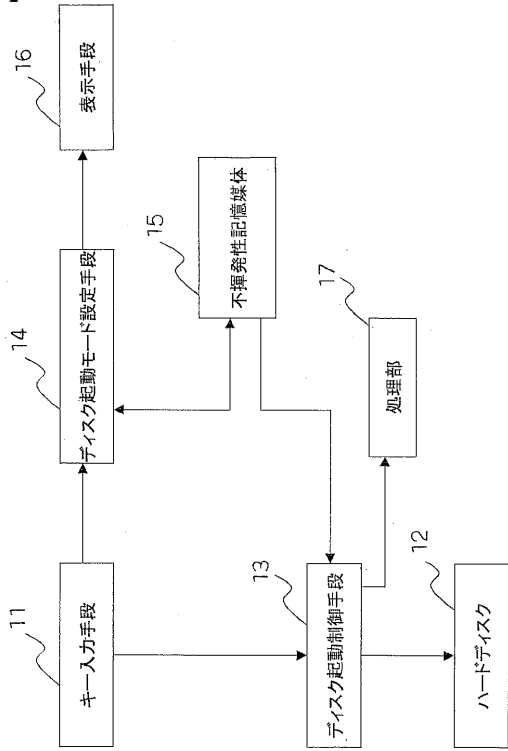 11
キー入力手段
14
ディスク起動モード設定手段
16
表示手段
15
不揮発性記憶媒体
13
ディスク起動制御手段
17
処理部
12
ハードディスク